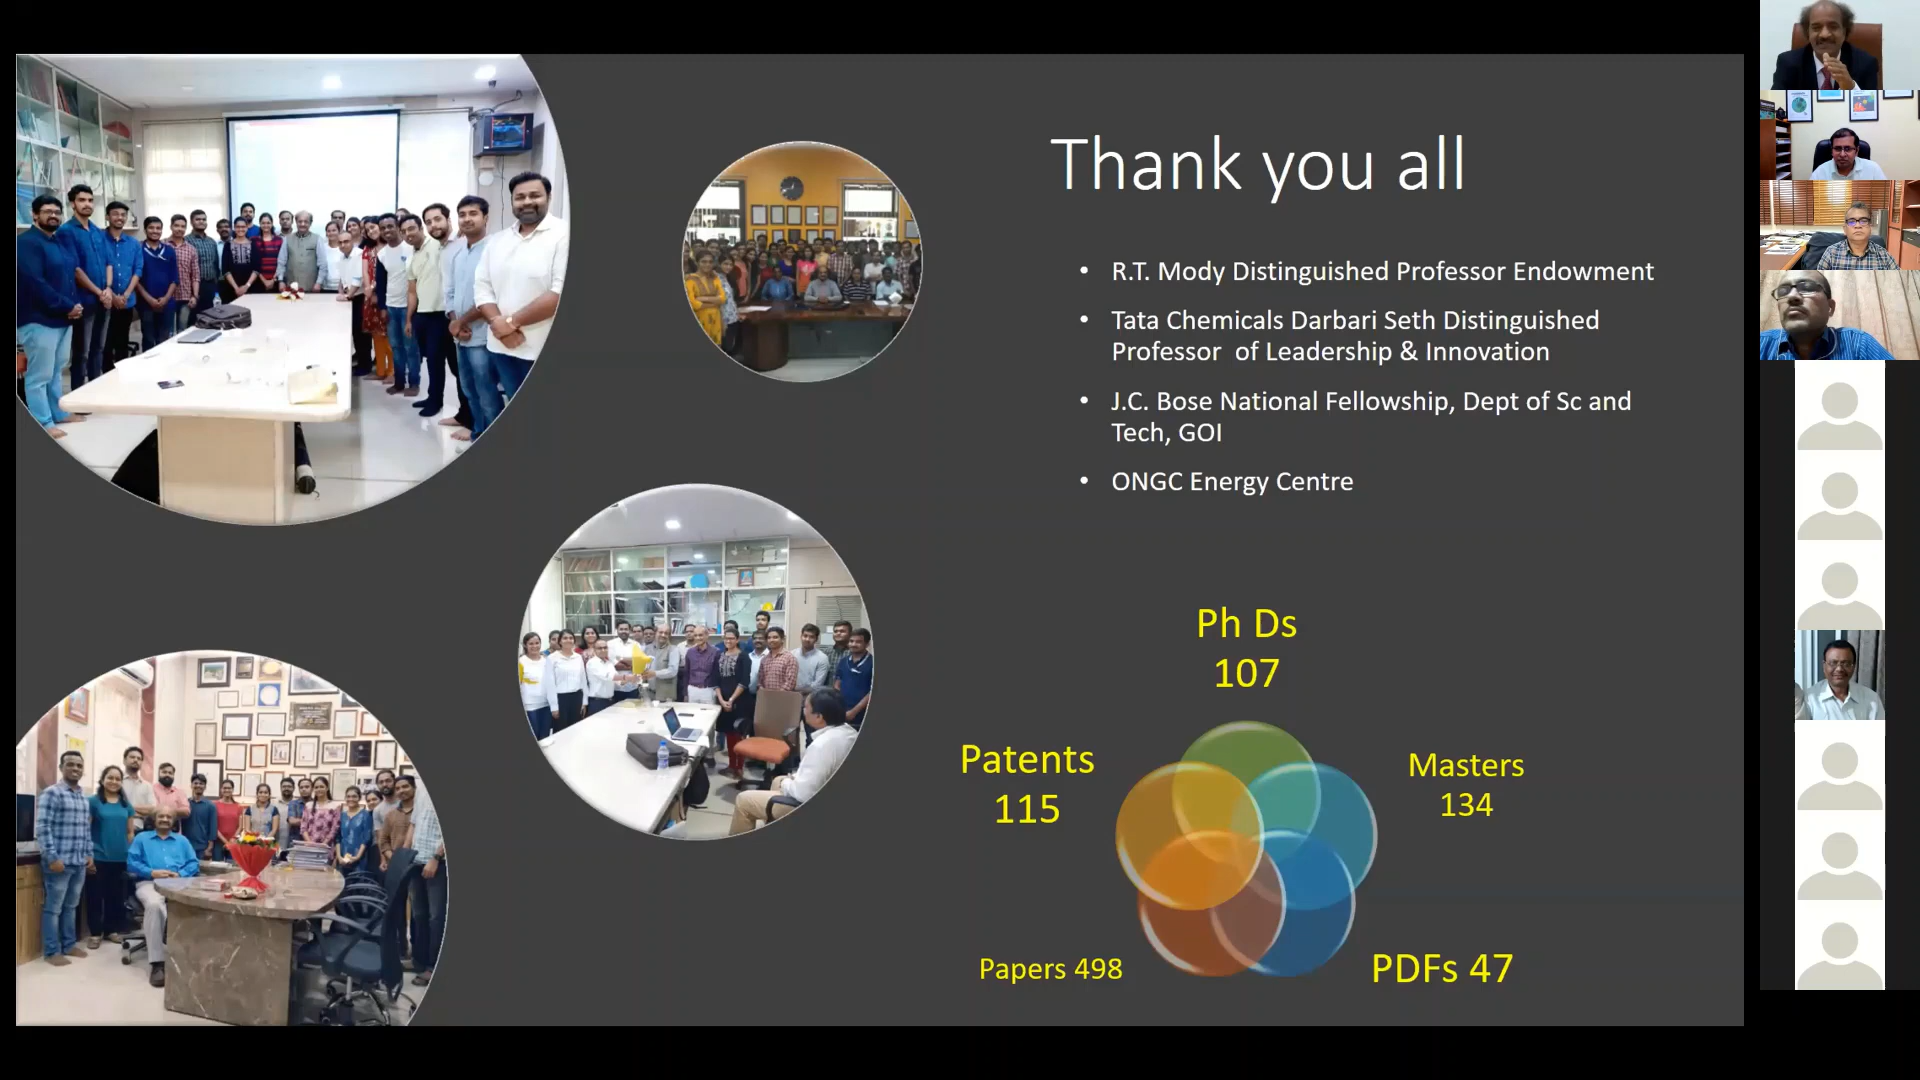 Thank you all
• R.T. Mody Distinguished Professor Endowment
• Tata Chemicals Darbari Seth Distinguished
Professor of Leadership & Innovation
• J.C. Bose National Fellowship, Dept of Sc and
Tech, GOI
• ONGC Energy Centre
Ph Ds
107
Patents
115
Masters
134
Papers 498
PDFs 47